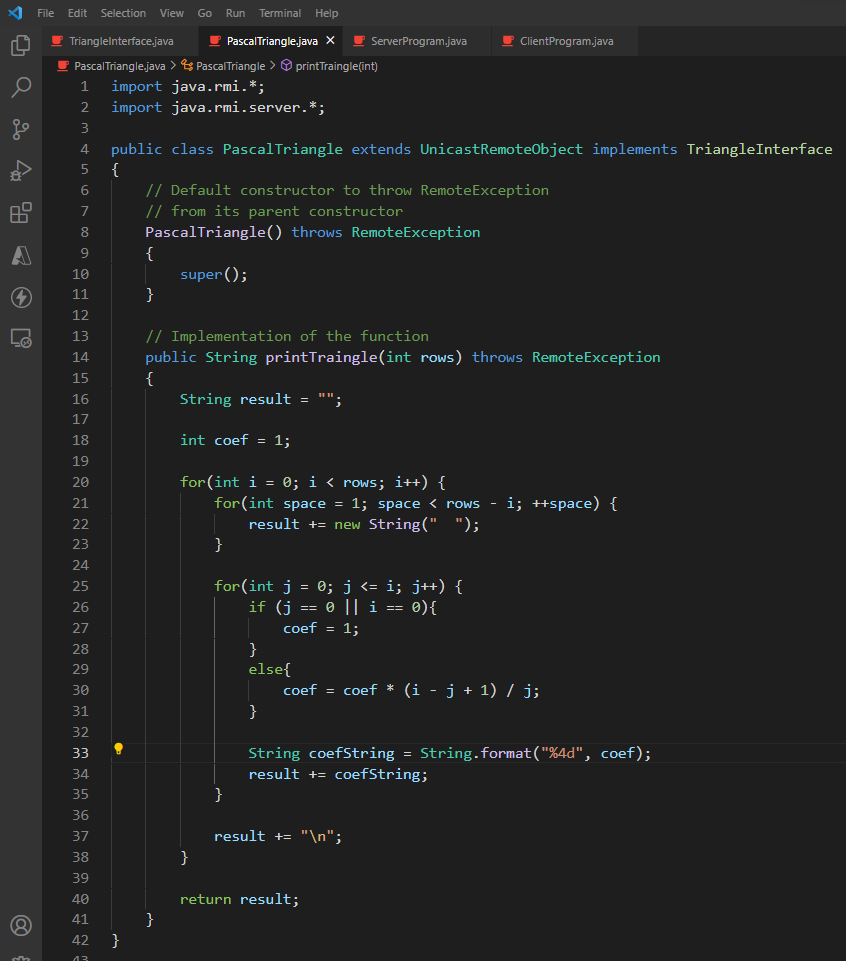 File Edit Selection View Go Run Terminal Help
TriangleInterface.java PascalTriangle.java ServerProgram.java ClientProgram.java
PascalTriangle.java > PascalTriangle > printTraingle(int)
1 import java.rmi.*;
2 import java.rmi.server.*;
3
4 public class PascalTriangle extends UnicastRemoteObject implements TriangleInterface
5 {
6     // Default constructor to throw RemoteException
7     // from its parent constructor
8     PascalTriangle() throws RemoteException
9     {
10         super();
11     }
12
13     // Implementation of the function
14     public String printTraingle(int rows) throws RemoteException
15     {
16         String result = "";
17
18         int coef = 1;
19
20         for(int i = 0; i < rows; i++) {
21             for(int space = 1; space < rows - i; ++space) {
22                 result += new String("  ");
23             }
24
25             for(int j = 0; j <= i; j++) {
26                 if (j == 0 || i == 0){
27                     coef = 1;
28                 }
29                 else{
30                     coef = coef * (i - j + 1) / j;
31                 }
32
33                 String coefString = String.format("%4d", coef);
34                 result += coefString;
35             }
36
37             result += "\n";
38         }
39
40         return result;
41     }
42 }
43